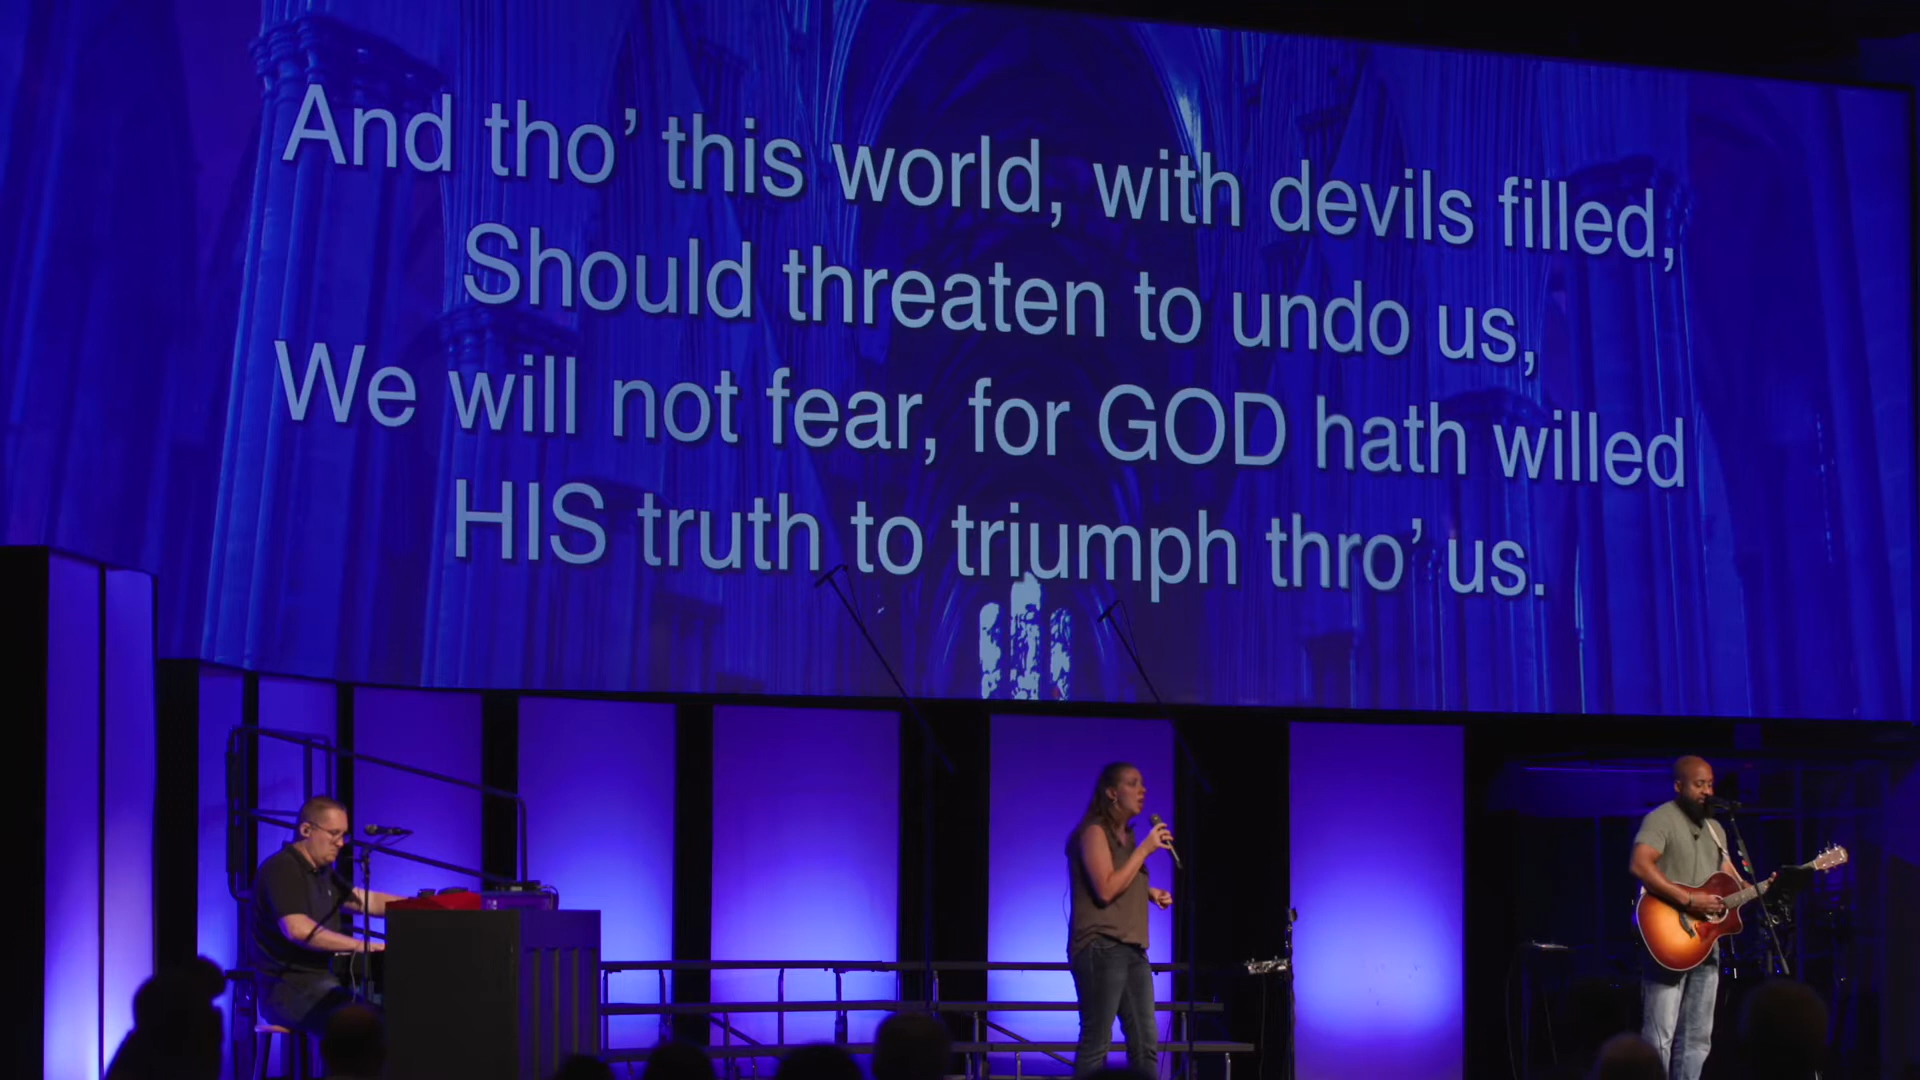 And tho’ this world, with devils filled,
Should threaten to undo us,
We will not fear, for GOD hath willed
HIS truth to triumph thro’ us.